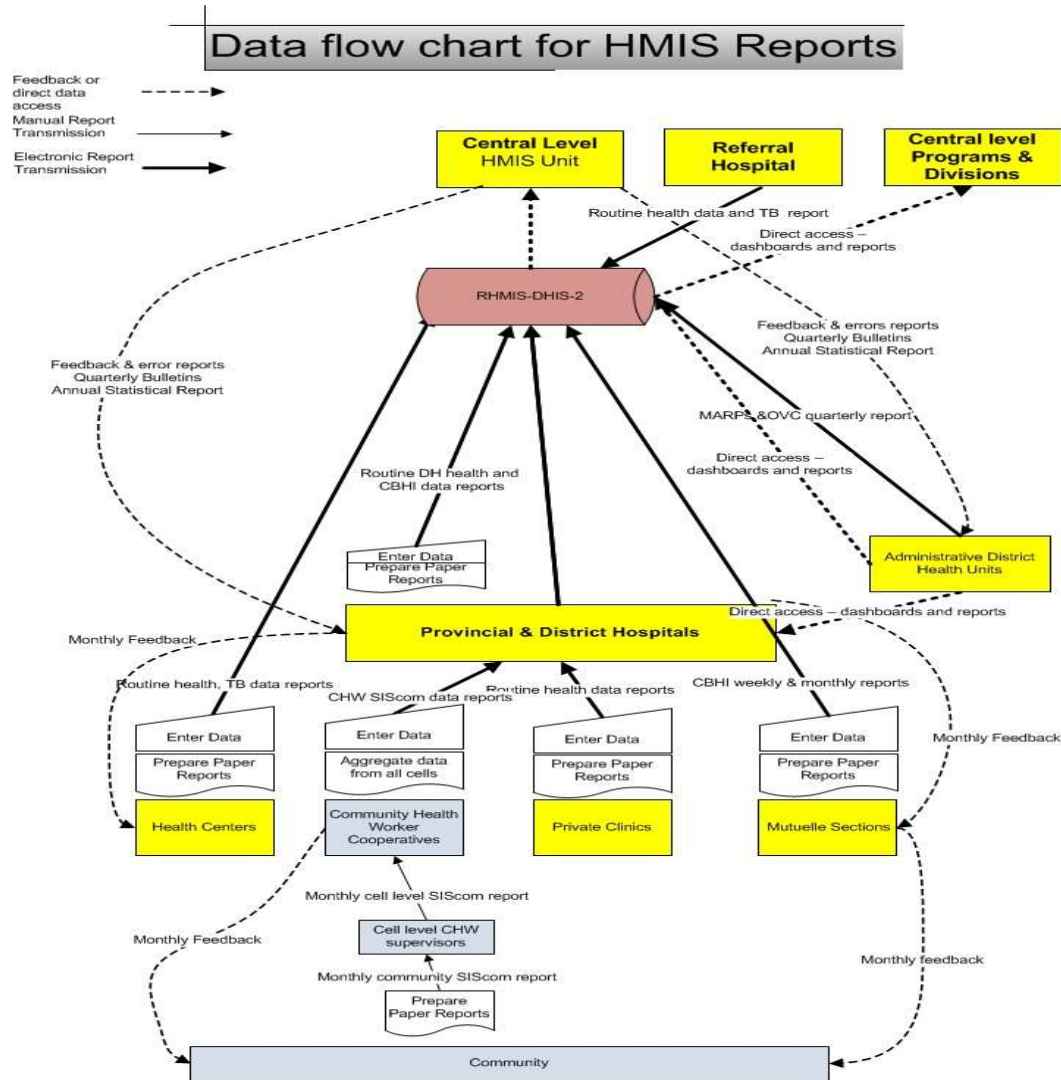 Data flow chart for HMIS Reports
Feedback or
direct data
access
Manual Report
Transmission
Electronic Report
Transmission
Central Level
HMIS Unit
Referral
Hospital
Central level
Programs &
Divisions
Routine health data and TB report
Direct access –
dashboards and reports
RHMIS-DHIS-2
Feedback & error reports
Quarterly Bulletins
Annual Statistical Report
Feedback & errors reports
Quarterly Bulletins
Annual Statistical Report
MARPs &OVC quarterly report
Direct access –
dashboards and reports
Routine DH health and
CBHI data reports
Enter Data
Prepare Paper
Reports
Administrative District
Health Units
Direct access – dashboards and reports
Provincial & District Hospitals
Monthly Feedback
Routine health, TB data reports
CHW SIScom data reports
Routine health data reports
CBHI weekly & monthly reports
Enter Data
Prepare Paper
Reports
Health Centers
Enter Data
Aggregate data
from all cells
Community Health
Worker
Cooperatives
Enter Data
Prepare Paper
Reports
Private Clinics
Enter Data
Prepare Paper
Reports
Mutuelle Sections
Monthly Feedback
Monthly cell level SIScom report
Cell level CHW
supervisors
Monthly Feedback
Monthly feedback
Monthly community SIScom report
Prepare
Paper Reports
Community